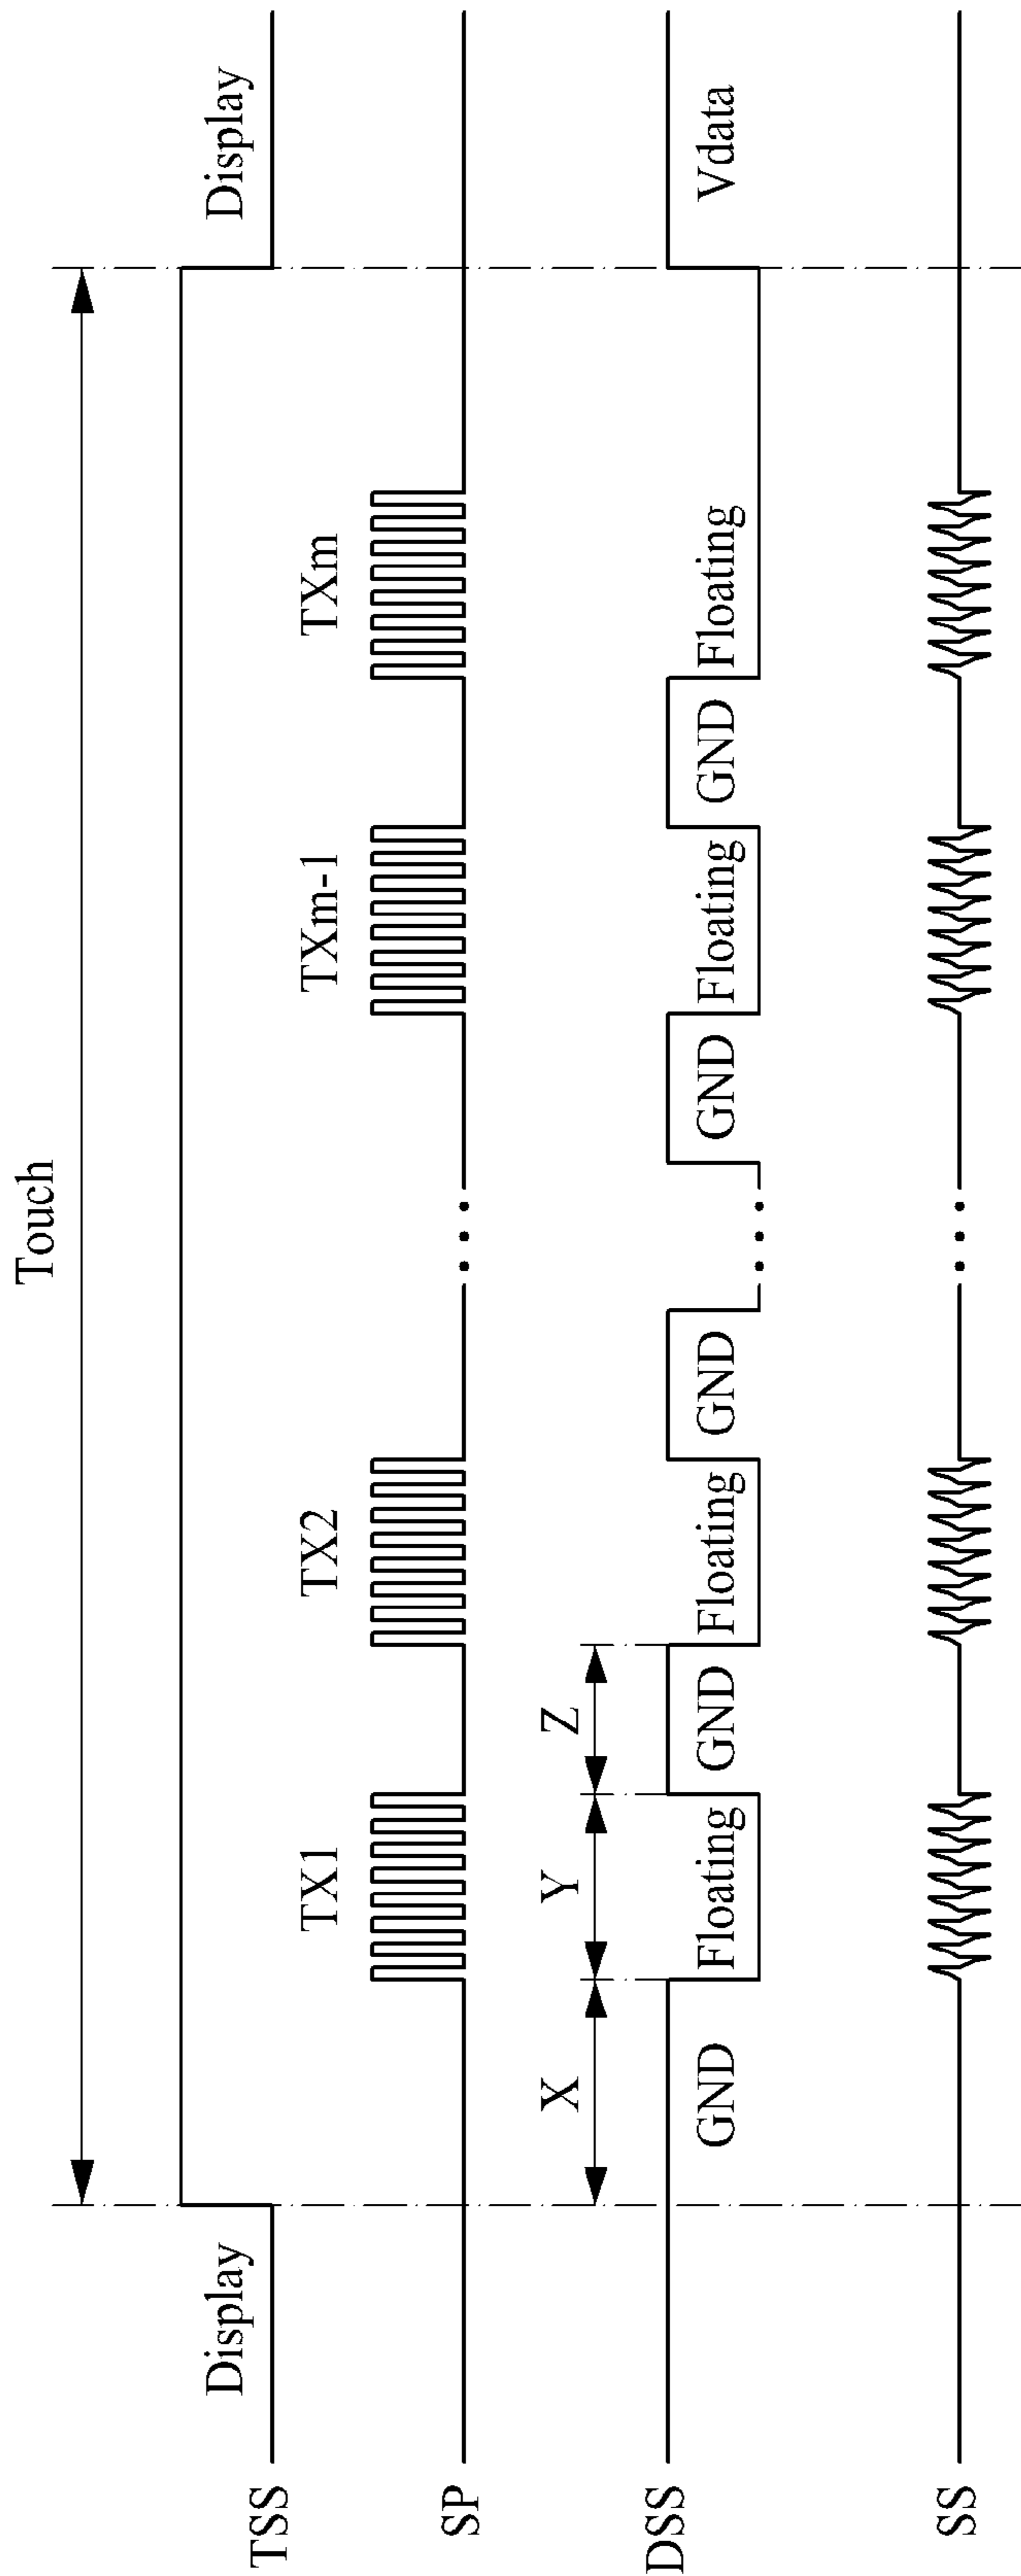 Touch
Display
Display
TSS
TX1
TX2
TXm-1
TXm
SP
X
Y
Z
DSS
GND
Floating
GND
Floating
GND
GND
Floating
GND
Floating
Vdata
SS